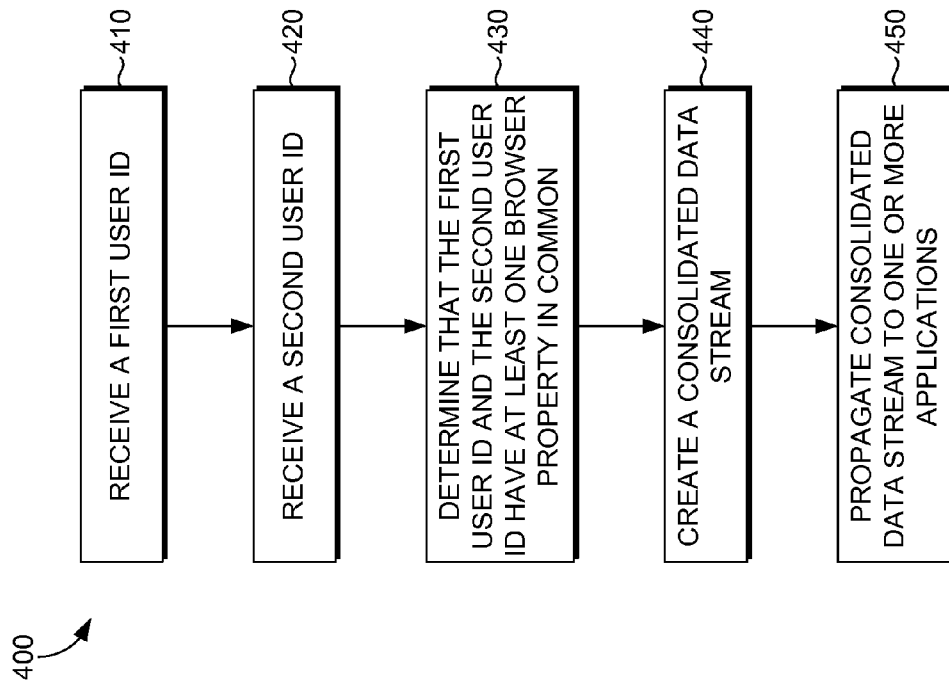 400
RECEIVE A FIRST USER ID
410
RECEIVE A SECOND USER ID
420
DETERMINE THAT THE FIRST
USER ID AND THE SECOND USER
ID HAVE AT LEAST ONE BROWSER
PROPERTY IN COMMON
430
CREATE A CONSOLIDATED DATA
STREAM
440
PROPAGATE CONSOLIDATED
DATA STREAM TO ONE OR MORE
APPLICATIONS
450